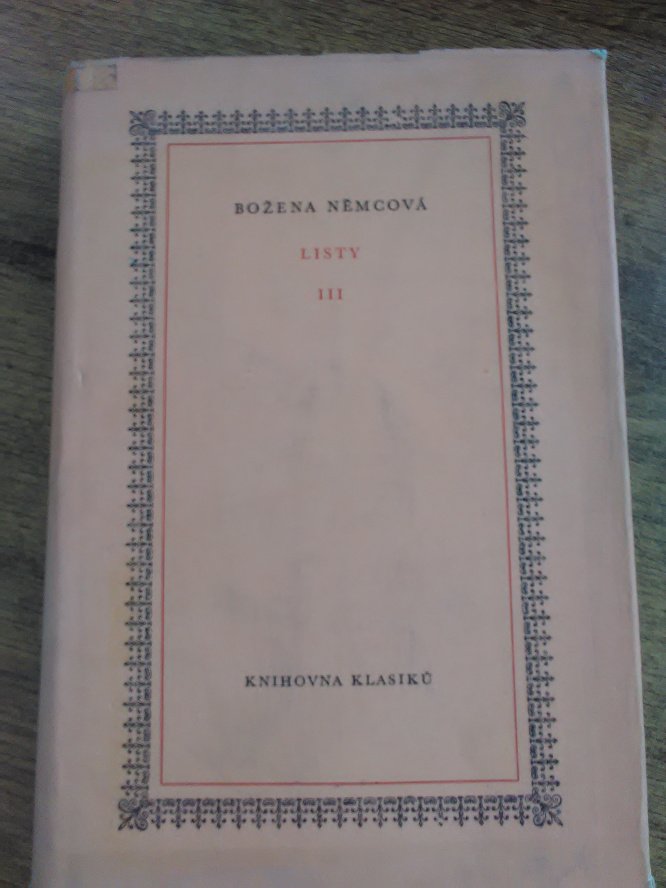 BOŽENA NĚMCOVÁ
LISTY
III
KNIHOVNA KLASIKŮ